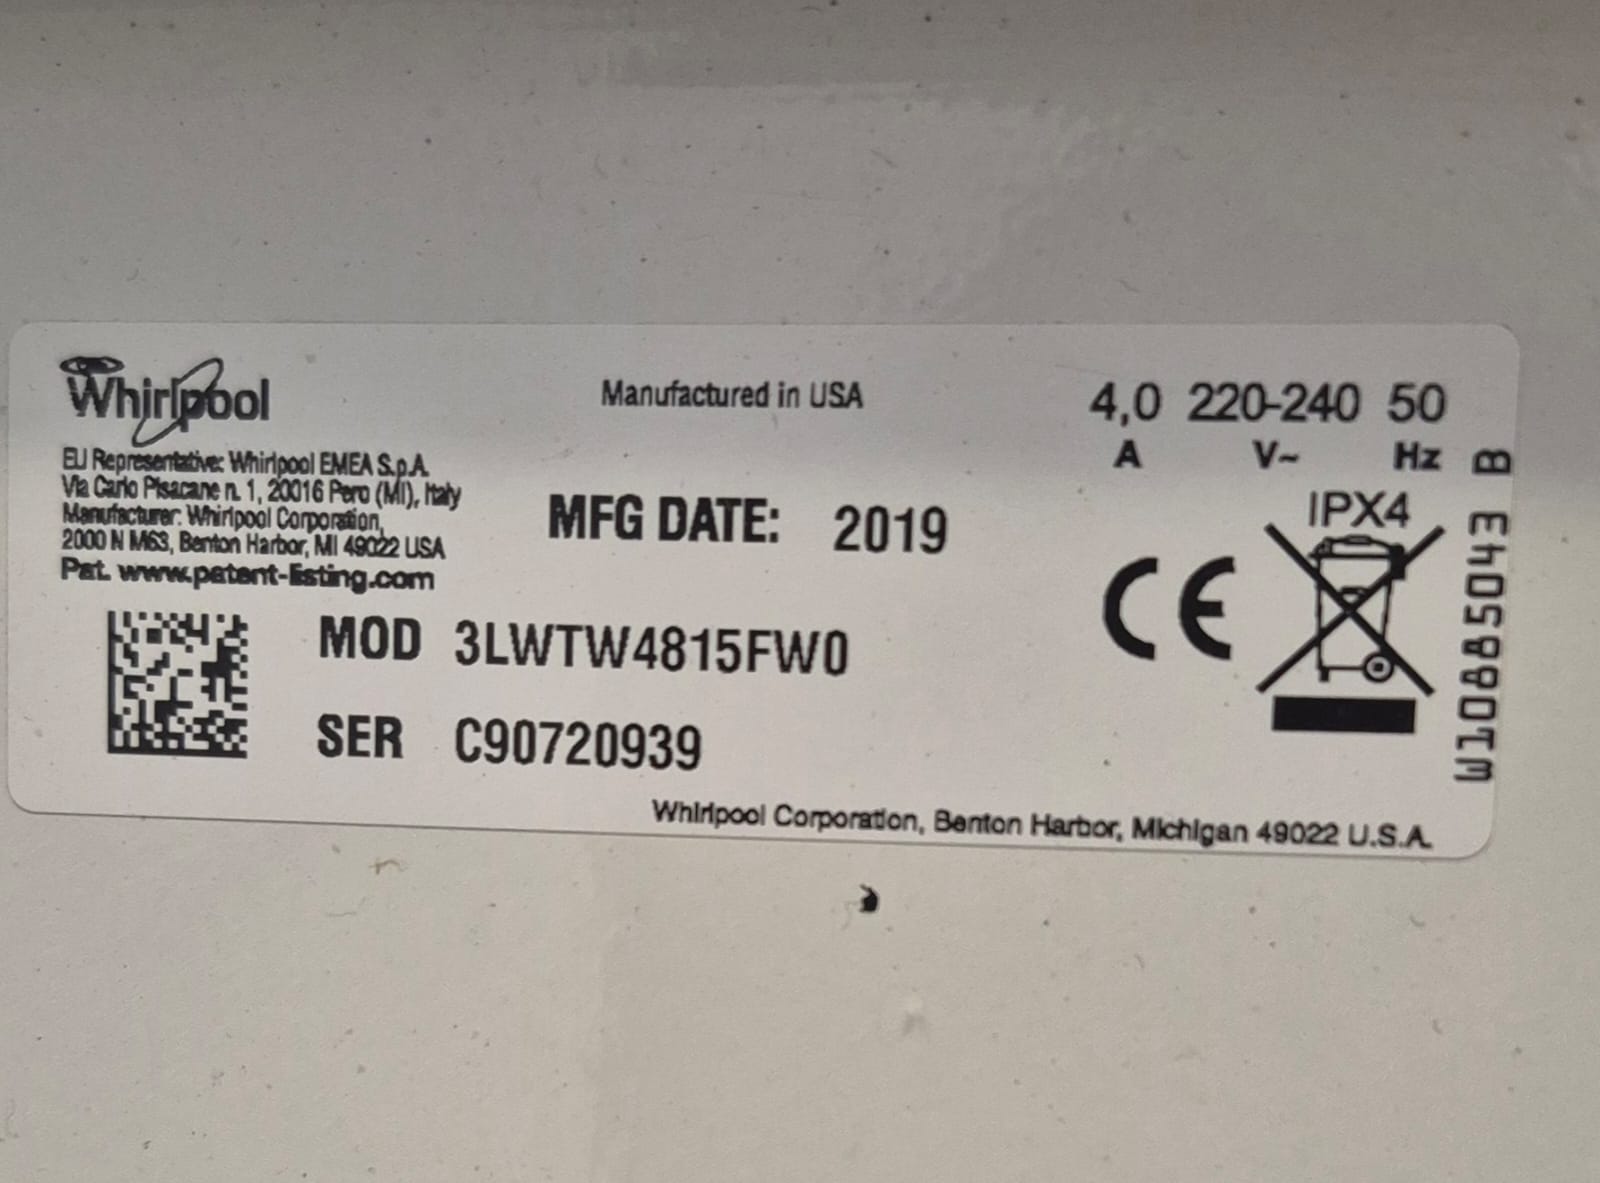 Whirlpool
EU Representative: Whirlpool EMEA S.p.A.
Via Carlo Pisacane n. 1, 20016 Pero (MI), Italy
Manufacturer: Whirlpool Corporation,
2000 N M63, Benton Harbor, MI 49022 USA
Pat. www.patent-listing.com
Manufactured in USA
MFG DATE: 2019
4,0 220-240 50
A V~ Hz
IPX4
CE
MOD 3LWTW4815FW0
SER C90720939
W10885043 B
Whirlpool Corporation, Benton Harbor, Michigan 49022 U.S.A.